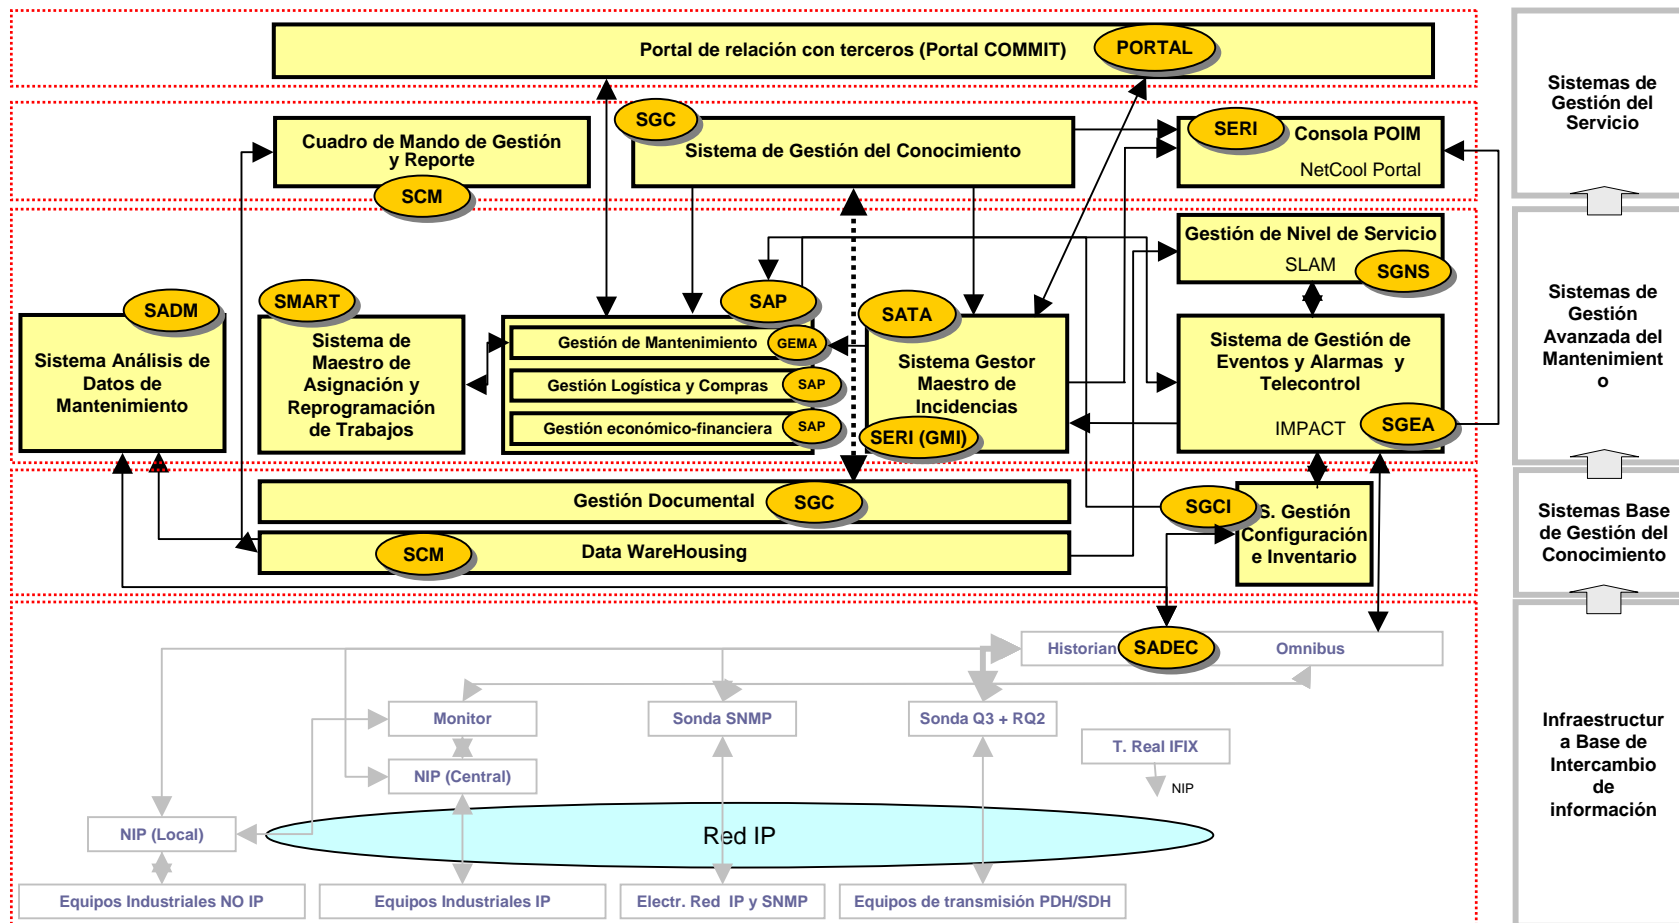 Portal de relación con terceros (Portal COMMIT)
PORTAL
Sistemas de
Gestión del
Servicio
SGC
SERI
Cuadro de Mando de Gestión
y Reporte
SCM
Sistema de Gestión del Conocimiento
Consola POIM
NetCool Portal
Gestión de Nivel de Servicio
SLAM
SGNS
SADM
SMART
SAP
SATA
Sistema Análisis de
Datos de
Mantenimiento
Sistema de
Maestro de
Asignación y
Reprogramación
de Trabajos
Gestión de Mantenimiento
GEMA
Gestión Logística y Compras
SAP
Gestión económico-financiera
SAP
Sistema Gestor
Maestro de
Incidencias
SERI (GMI)
Sistema de Gestión de
Eventos y Alarmas y
Telecontrol
IMPACT
SGEA
Sistemas de
Gestión
Avanzada del
Mantenimient
o
Gestión Documental
SGC
SCM
Data WareHousing
SGCI
S. Gestión
Configuración
e Inventario
Sistemas Base
de Gestión del
Conocimiento
Historian
SADEC
Omnibus
Monitor
Sonda SNMP
Sonda Q3 + RQ2
T. Real IFIX
NIP (Central)
NIP
NIP (Local)
Red IP
Equipos Industriales NO IP
Equipos Industriales IP
Electr. Red IP y SNMP
Equipos de transmisión PDH/SDH
Infraestructur
a Base de
Intercambio
de
información